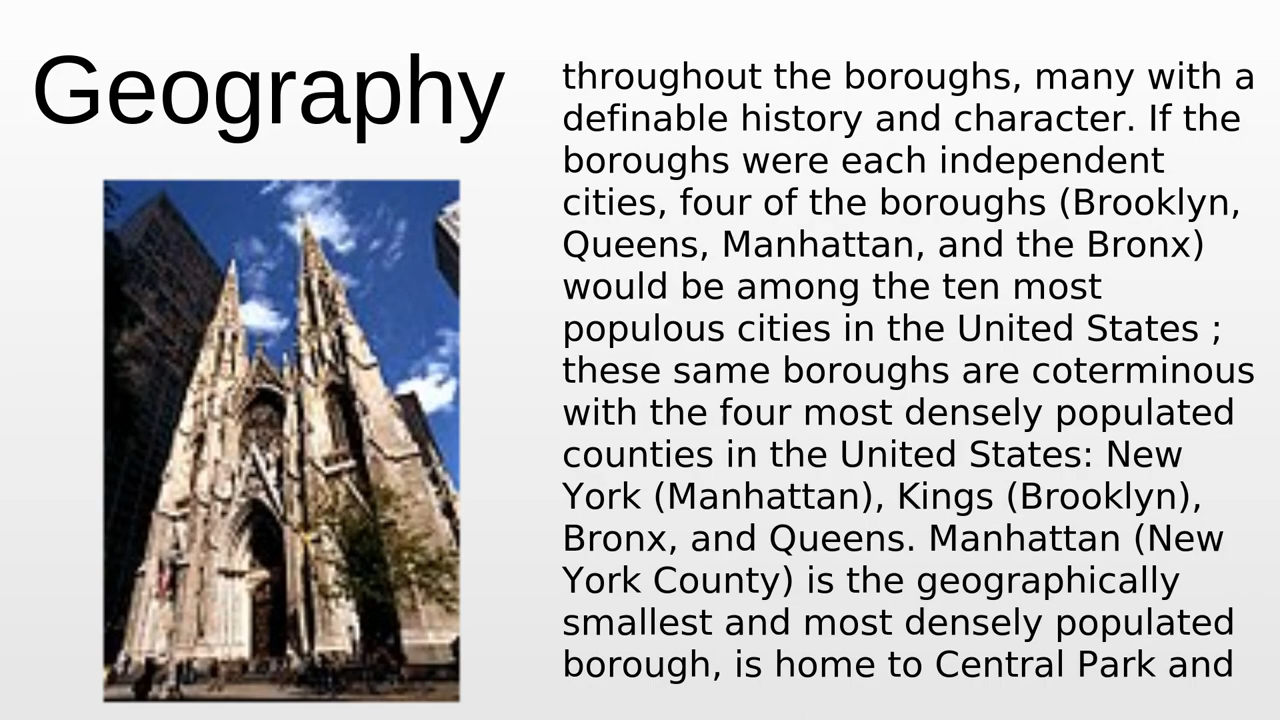 Geography
throughout the boroughs, many with a
definable history and character. If the
boroughs were each independent
cities, four of the boroughs (Brooklyn,
Queens, Manhattan, and the Bronx)
would be among the ten most
populous cities in the United States ;
these same boroughs are coterminous
with the four most densely populated
counties in the United States: New
York (Manhattan), Kings (Brooklyn),
Bronx, and Queens. Manhattan (New
York County) is the geographically
smallest and most densely populated
borough, is home to Central Park and